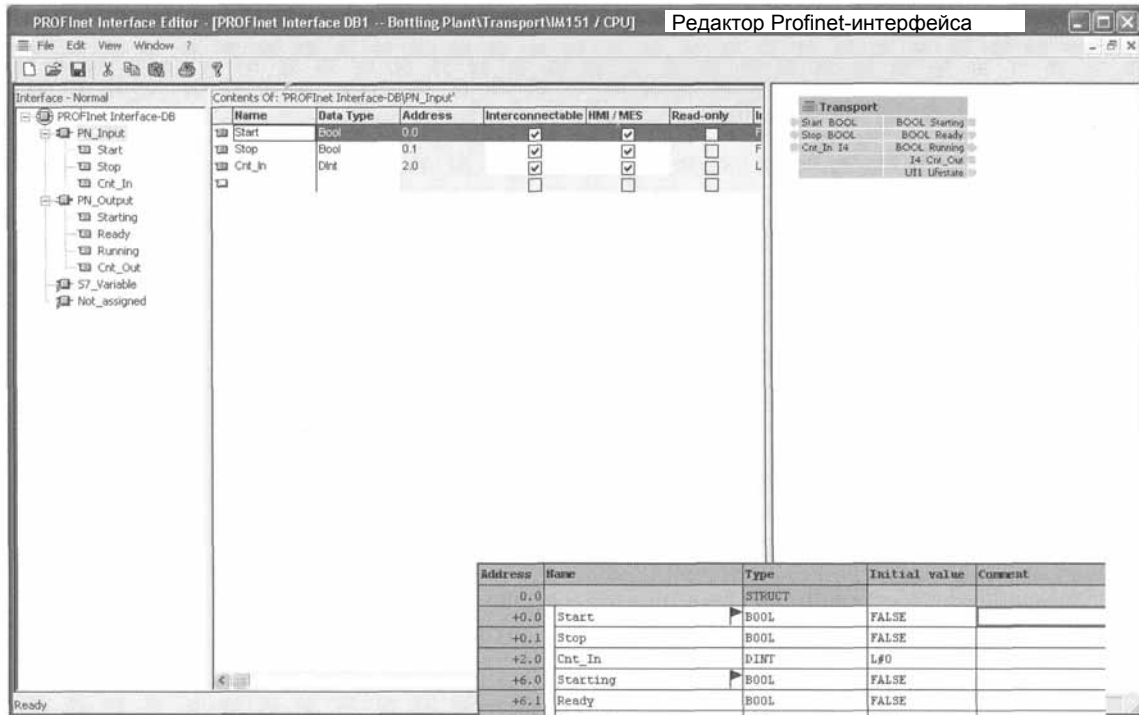 PROFInet Interface Editor - [PROFInet Interface DB1 -- Bottling Plant\Transport\IM151 / CPU]
Редактор Profinet-интерфейса
File Edit View Window ?
Interface - Normal
PROFInet Interface-DB
PN_Input
Start
Stop
Cnt_In
PN_Output
Starting
Ready
Running
Cnt_Out
S7_Variable
Not_assigned
Contents Of: 'PROFInet Interface-DB\PN_Input'
Name Data Type Address Interconnectable HMI / MES Read-only
Start Bool 0.0 F
Stop Bool 0.1 F
Cnt_In DInt 2.0 L
Transport
Start BOOL BOOL Starting
Stop BOOL BOOL Ready
Cnt_In I4 BOOL Running
I4 Cnt_Out
UI1 Lifestate
Address Name Type Initial value Comment
0.0 STRUCT
+0.0 Start BOOL FALSE
+0.1 Stop BOOL FALSE
+2.0 Cnt_In DINT L#0
+6.0 Starting BOOL FALSE
+6.1 Ready BOOL FALSE
Ready